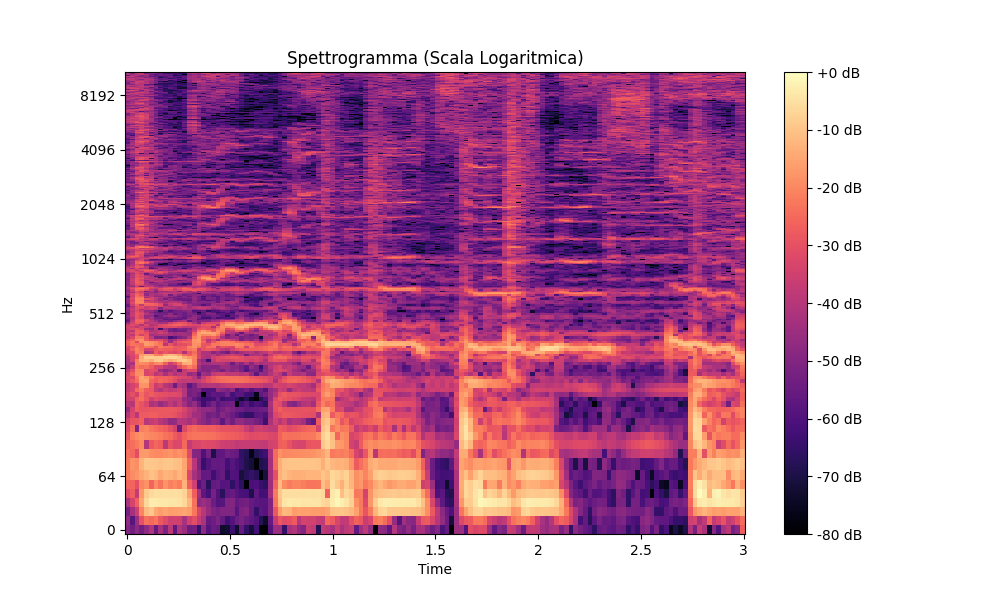 Spettrogramma (Scala Logaritmica)
8192
4096
2048
1024
512
256
128
64
0
Hz
0
0.5
1
1.5
2
2.5
3
Time
+0 dB
-10 dB
-20 dB
-30 dB
-40 dB
-50 dB
-60 dB
-70 dB
-80 dB